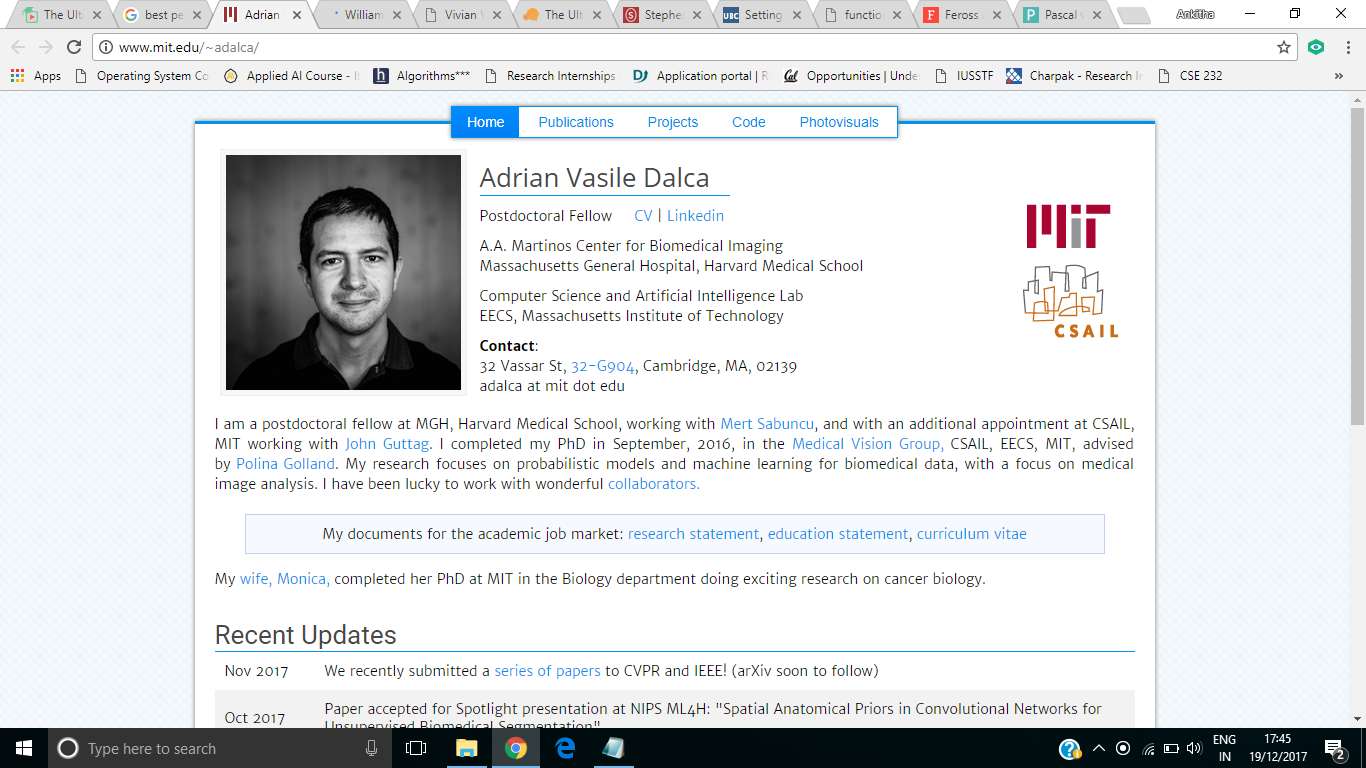 The Ult
best pe
Adrian
William
Vivian
The Ult
Stephe
UBC Setting
functio
Feross
Pascal
Ankitha
www.mit.edu/~adalca/
Apps Operating System Co Applied AI Course - Algorithms*** Research Internships Application portal | Opportunities | Unde IUSSTF Charpak - Research CSE 232 »
Home Publications Projects Code Photovisuals
Adrian Vasile Dalca
Postdoctoral Fellow CV | Linkedin
A.A. Martinos Center for Biomedical Imaging
Massachusetts General Hospital, Harvard Medical School
Computer Science and Artificial Intelligence Lab
EECS, Massachusetts Institute of Technology
Contact:
32 Vassar St, 32-G904, Cambridge, MA, 02139
adalca at mit dot edu
MIT
CSAIL
I am a postdoctoral fellow at MGH, Harvard Medical School, working with Mert Sabuncu, and with an additional appointment at CSAIL,
MIT working with John Guttag. I completed my PhD in September, 2016, in the Medical Vision Group, CSAIL, EECS, MIT, advised
by Polina Golland. My research focuses on probabilistic models and machine learning for biomedical data, with a focus on medical
image analysis. I have been lucky to work with wonderful collaborators.
My documents for the academic job market: research statement, education statement, curriculum vitae
My wife, Monica, completed her PhD at MIT in the Biology department doing exciting research on cancer biology.
Recent Updates
Nov 2017 We recently submitted a series of papers to CVPR and IEEE! (arXiv soon to follow)
Oct 2017 Paper accepted for Spotlight presentation at NIPS ML4H: "Spatial Anatomical Priors in Convolutional Networks for
Unsupervised Biomedical Segmentation"
Type here to search
ENG
IN
17:45
19/12/2017
2